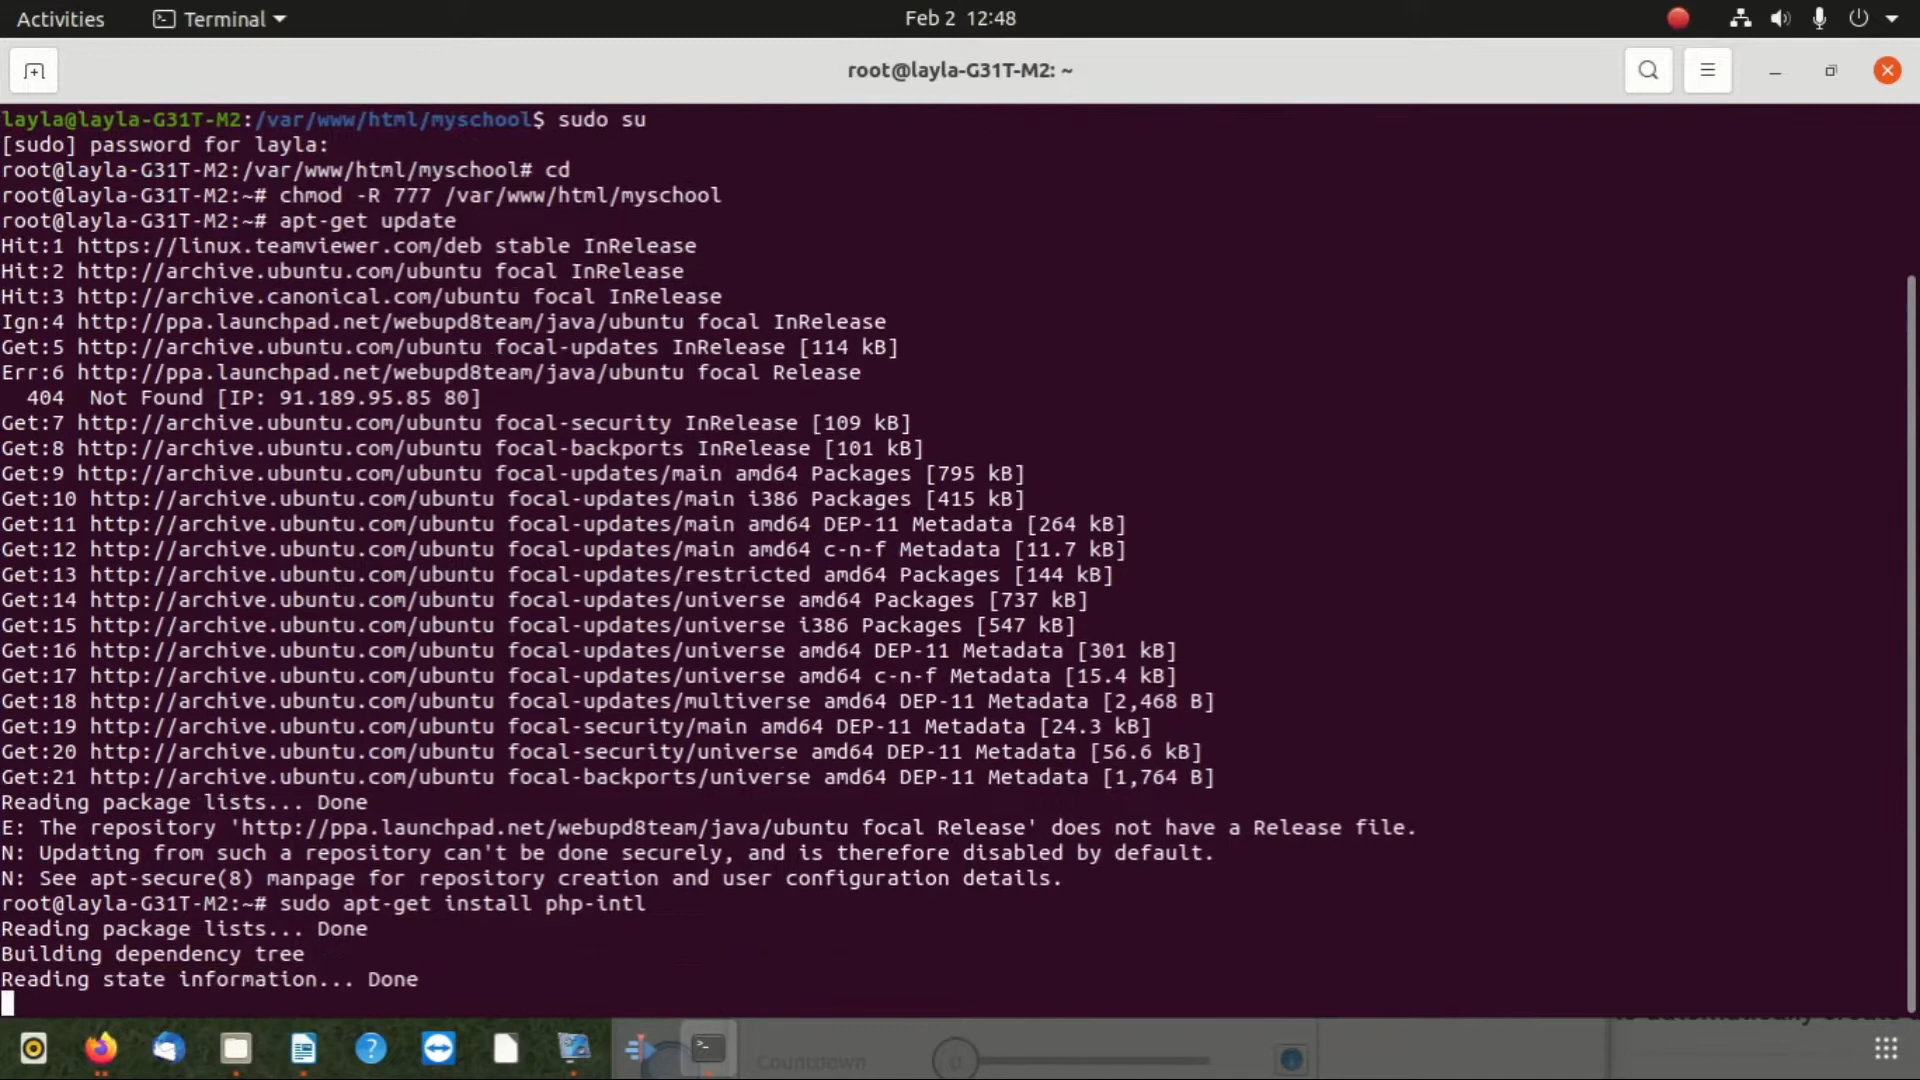 Activities Terminal Feb 2 12:48
root@layla-G31T-M2: ~
layla@layla-G31T-M2:/var/www/html/myschool$ sudo su
[sudo] password for layla:
root@layla-G31T-M2:/var/www/html/myschool# cd
root@layla-G31T-M2:~# chmod -R 777 /var/www/html/myschool
root@layla-G31T-M2:~# apt-get update
Hit:1 https://linux.teamviewer.com/deb stable InRelease
Hit:2 http://archive.ubuntu.com/ubuntu focal InRelease
Hit:3 http://archive.canonical.com/ubuntu focal InRelease
Ign:4 http://ppa.launchpad.net/webupd8team/java/ubuntu focal InRelease
Get:5 http://archive.ubuntu.com/ubuntu focal-updates InRelease [114 kB]
Err:6 http://ppa.launchpad.net/webupd8team/java/ubuntu focal Release
404 Not Found [IP: 91.189.95.85 80]
Get:7 http://archive.ubuntu.com/ubuntu focal-security InRelease [109 kB]
Get:8 http://archive.ubuntu.com/ubuntu focal-backports InRelease [101 kB]
Get:9 http://archive.ubuntu.com/ubuntu focal-updates/main amd64 Packages [795 kB]
Get:10 http://archive.ubuntu.com/ubuntu focal-updates/main i386 Packages [415 kB]
Get:11 http://archive.ubuntu.com/ubuntu focal-updates/main amd64 DEP-11 Metadata [264 kB]
Get:12 http://archive.ubuntu.com/ubuntu focal-updates/main amd64 c-n-f Metadata [11.7 kB]
Get:13 http://archive.ubuntu.com/ubuntu focal-updates/restricted amd64 Packages [144 kB]
Get:14 http://archive.ubuntu.com/ubuntu focal-updates/universe amd64 Packages [737 kB]
Get:15 http://archive.ubuntu.com/ubuntu focal-updates/universe i386 Packages [547 kB]
Get:16 http://archive.ubuntu.com/ubuntu focal-updates/universe amd64 DEP-11 Metadata [301 kB]
Get:17 http://archive.ubuntu.com/ubuntu focal-updates/universe amd64 c-n-f Metadata [15.4 kB]
Get:18 http://archive.ubuntu.com/ubuntu focal-updates/multiverse amd64 DEP-11 Metadata [2,468 B]
Get:19 http://archive.ubuntu.com/ubuntu focal-security/main amd64 DEP-11 Metadata [24.3 kB]
Get:20 http://archive.ubuntu.com/ubuntu focal-security/universe amd64 DEP-11 Metadata [56.6 kB]
Get:21 http://archive.ubuntu.com/ubuntu focal-backports/universe amd64 DEP-11 Metadata [1,764 B]
Reading package lists... Done
E: The repository 'http://ppa.launchpad.net/webupd8team/java/ubuntu focal Release' does not have a Release file.
N: Updating from such a repository can't be done securely, and is therefore disabled by default.
N: See apt-secure(8) manpage for repository creation and user configuration details.
root@layla-G31T-M2:~# sudo apt-get install php-intl
Reading package lists... Done
Building dependency tree
Reading state information... Done
Countdown